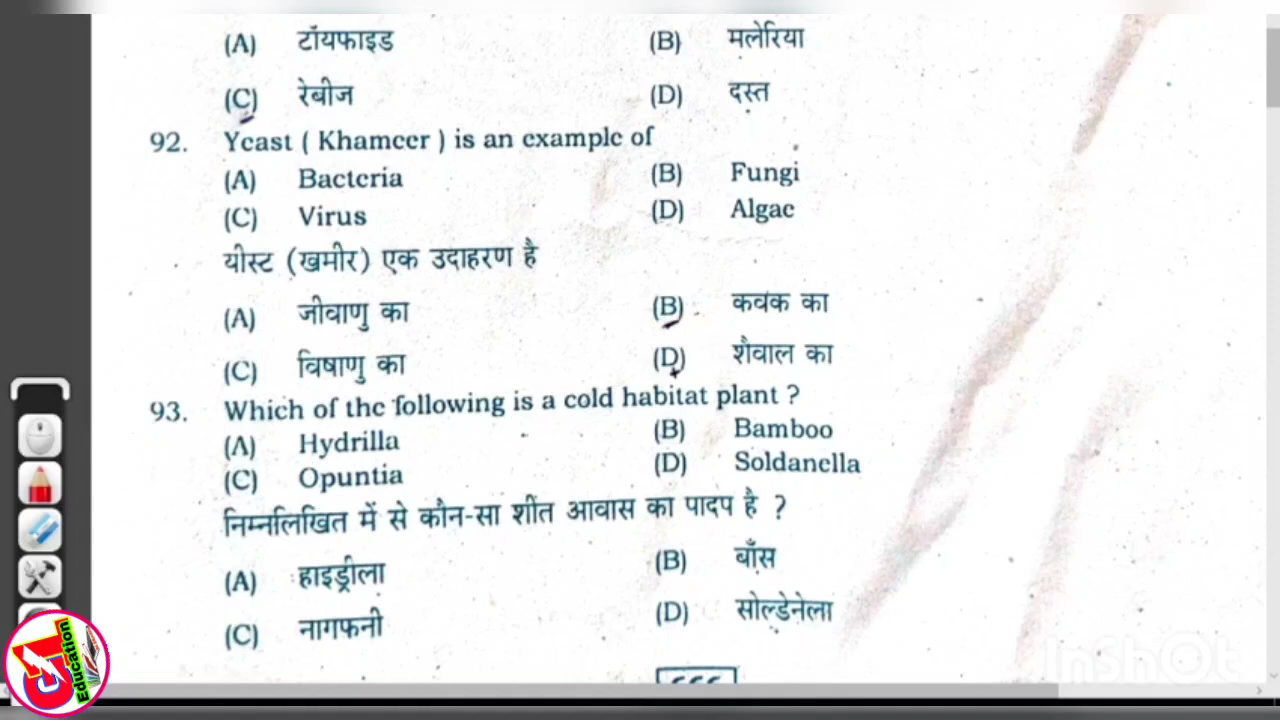 (A) टॉयफाइड (B) मलेरिया
(C) रेबीज (D) दस्त
92. Yeast ( Khameer ) is an example of
(A) Bacteria (B) Fungi
(C) Virus (D) Algae
यीस्ट (खमीर) एक उदाहरण है
(A) जीवाणु का (B) कवक का
(C) विषाणु का (D) शैवाल का
93. Which of the following is a cold habitat plant ?
(A) Hydrilla (B) Bamboo
(C) Opuntia (D) Soldanella
निम्नलिखित में से कौन-सा शीत आवास का पादप है ?
(A) हाइड्रीला (B) बाँस
(C) नागफनी (D) सोल्डेनेला
Education
InShOt